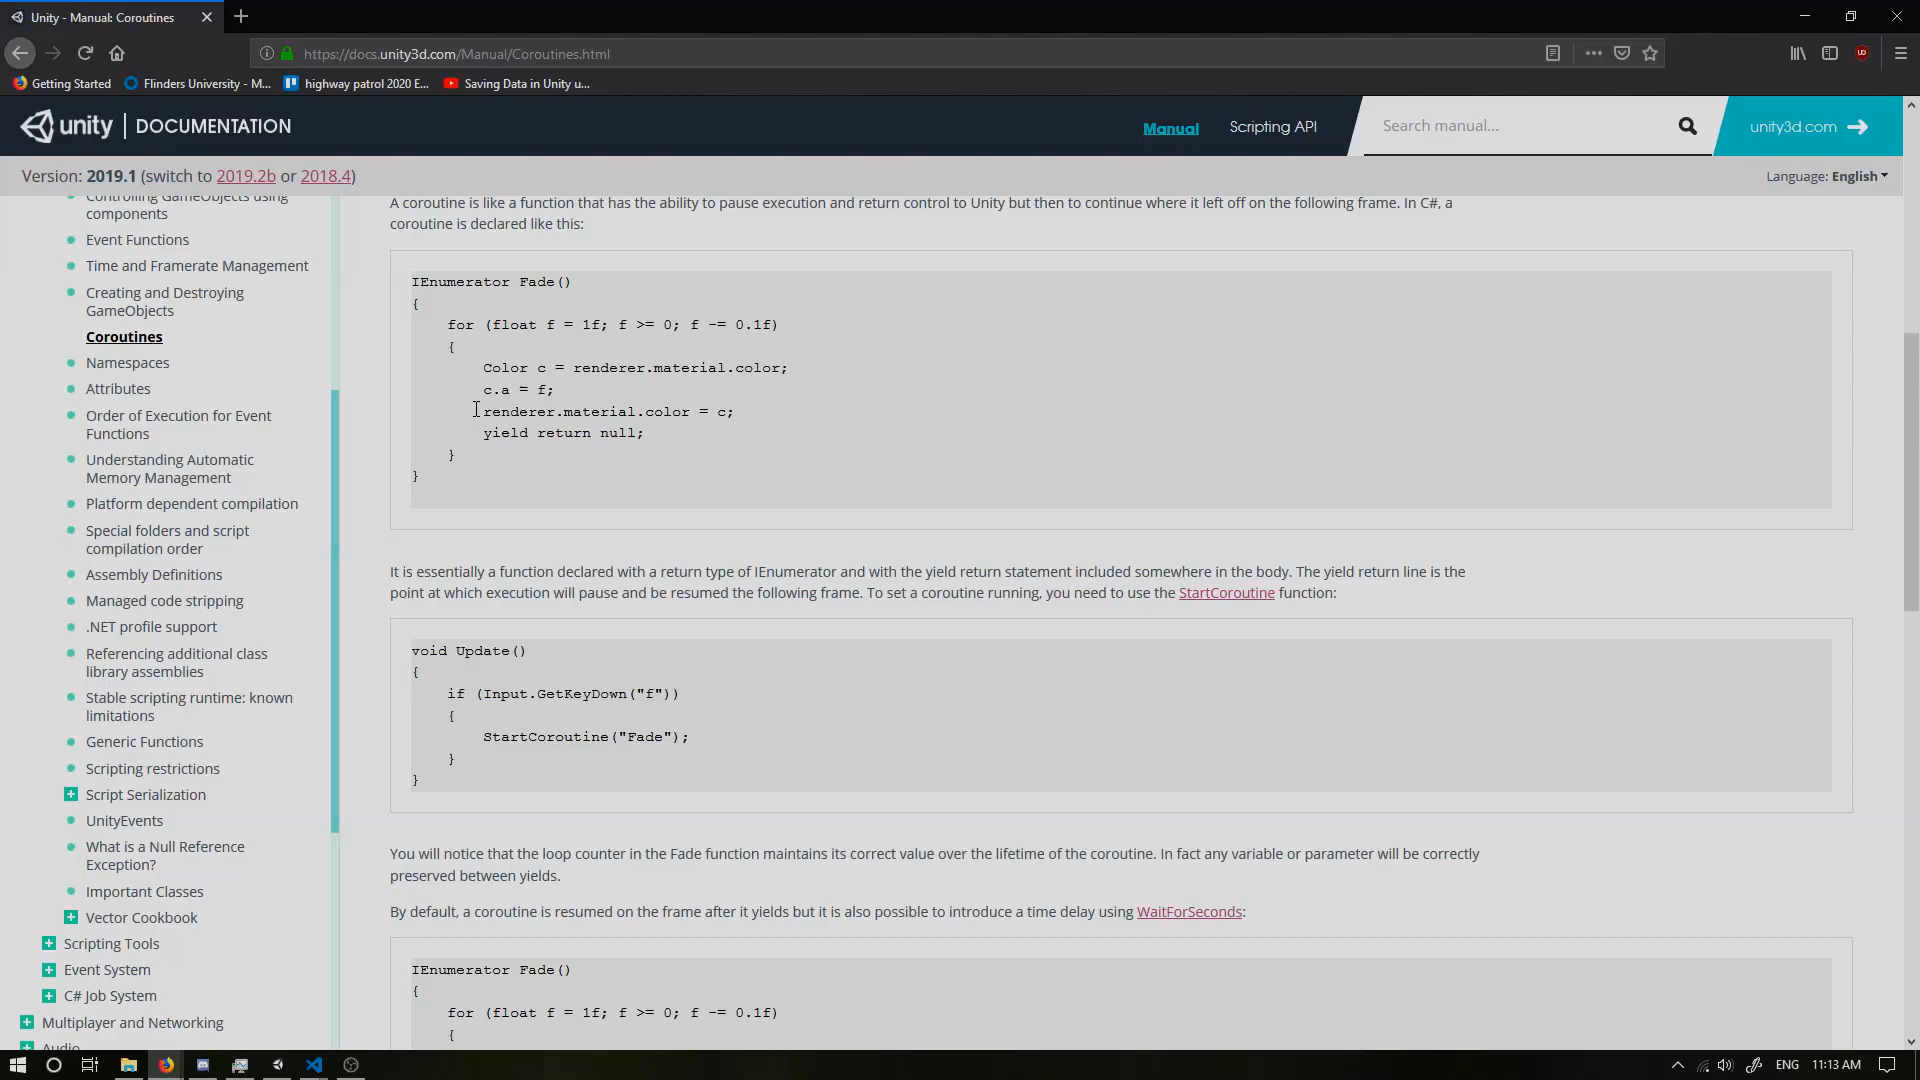 Unity - Manual: Coroutines
https://docs.unity3d.com/Manual/Coroutines.html
Getting Started
Flinders University - M...
highway patrol 2020 E...
Saving Data in Unity u...
unity | DOCUMENTATION
Manual
Scripting API
Search manual...
unity3d.com
Version: 2019.1 (switch to 2019.2b or 2018.4)
Language: English
Controlling GameObjects using
components
Event Functions
Time and Framerate Management
Creating and Destroying
GameObjects
Coroutines
Namespaces
Attributes
Order of Execution for Event
Functions
Understanding Automatic
Memory Management
Platform dependent compilation
Special folders and script
compilation order
Assembly Definitions
Managed code stripping
.NET profile support
Referencing additional class
library assemblies
Stable scripting runtime: known
limitations
Generic Functions
Scripting restrictions
Script Serialization
UnityEvents
What is a Null Reference
Exception?
Important Classes
Vector Cookbook
Scripting Tools
Event System
C# Job System
Multiplayer and Networking
Audio
A coroutine is like a function that has the ability to pause execution and return control to Unity but then to continue where it left off on the following frame. In C#, a
coroutine is declared like this:
IEnumerator Fade()
{
for (float f = 1f; f >= 0; f -= 0.1f)
{
Color c = renderer.material.color;
c.a = f;
renderer.material.color = c;
yield return null;
}
}
It is essentially a function declared with a return type of IEnumerator and with the yield return statement included somewhere in the body. The yield return line is the
point at which execution will pause and be resumed the following frame. To set a coroutine running, you need to use the StartCoroutine function:
void Update()
{
if (Input.GetKeyDown("f"))
{
StartCoroutine("Fade");
}
}
You will notice that the loop counter in the Fade function maintains its correct value over the lifetime of the coroutine. In fact any variable or parameter will be correctly
preserved between yields.
By default, a coroutine is resumed on the frame after it yields but it is also possible to introduce a time delay using WaitForSeconds:
IEnumerator Fade()
{
for (float f = 1f; f >= 0; f -= 0.1f)
{
ENG
11:13 AM